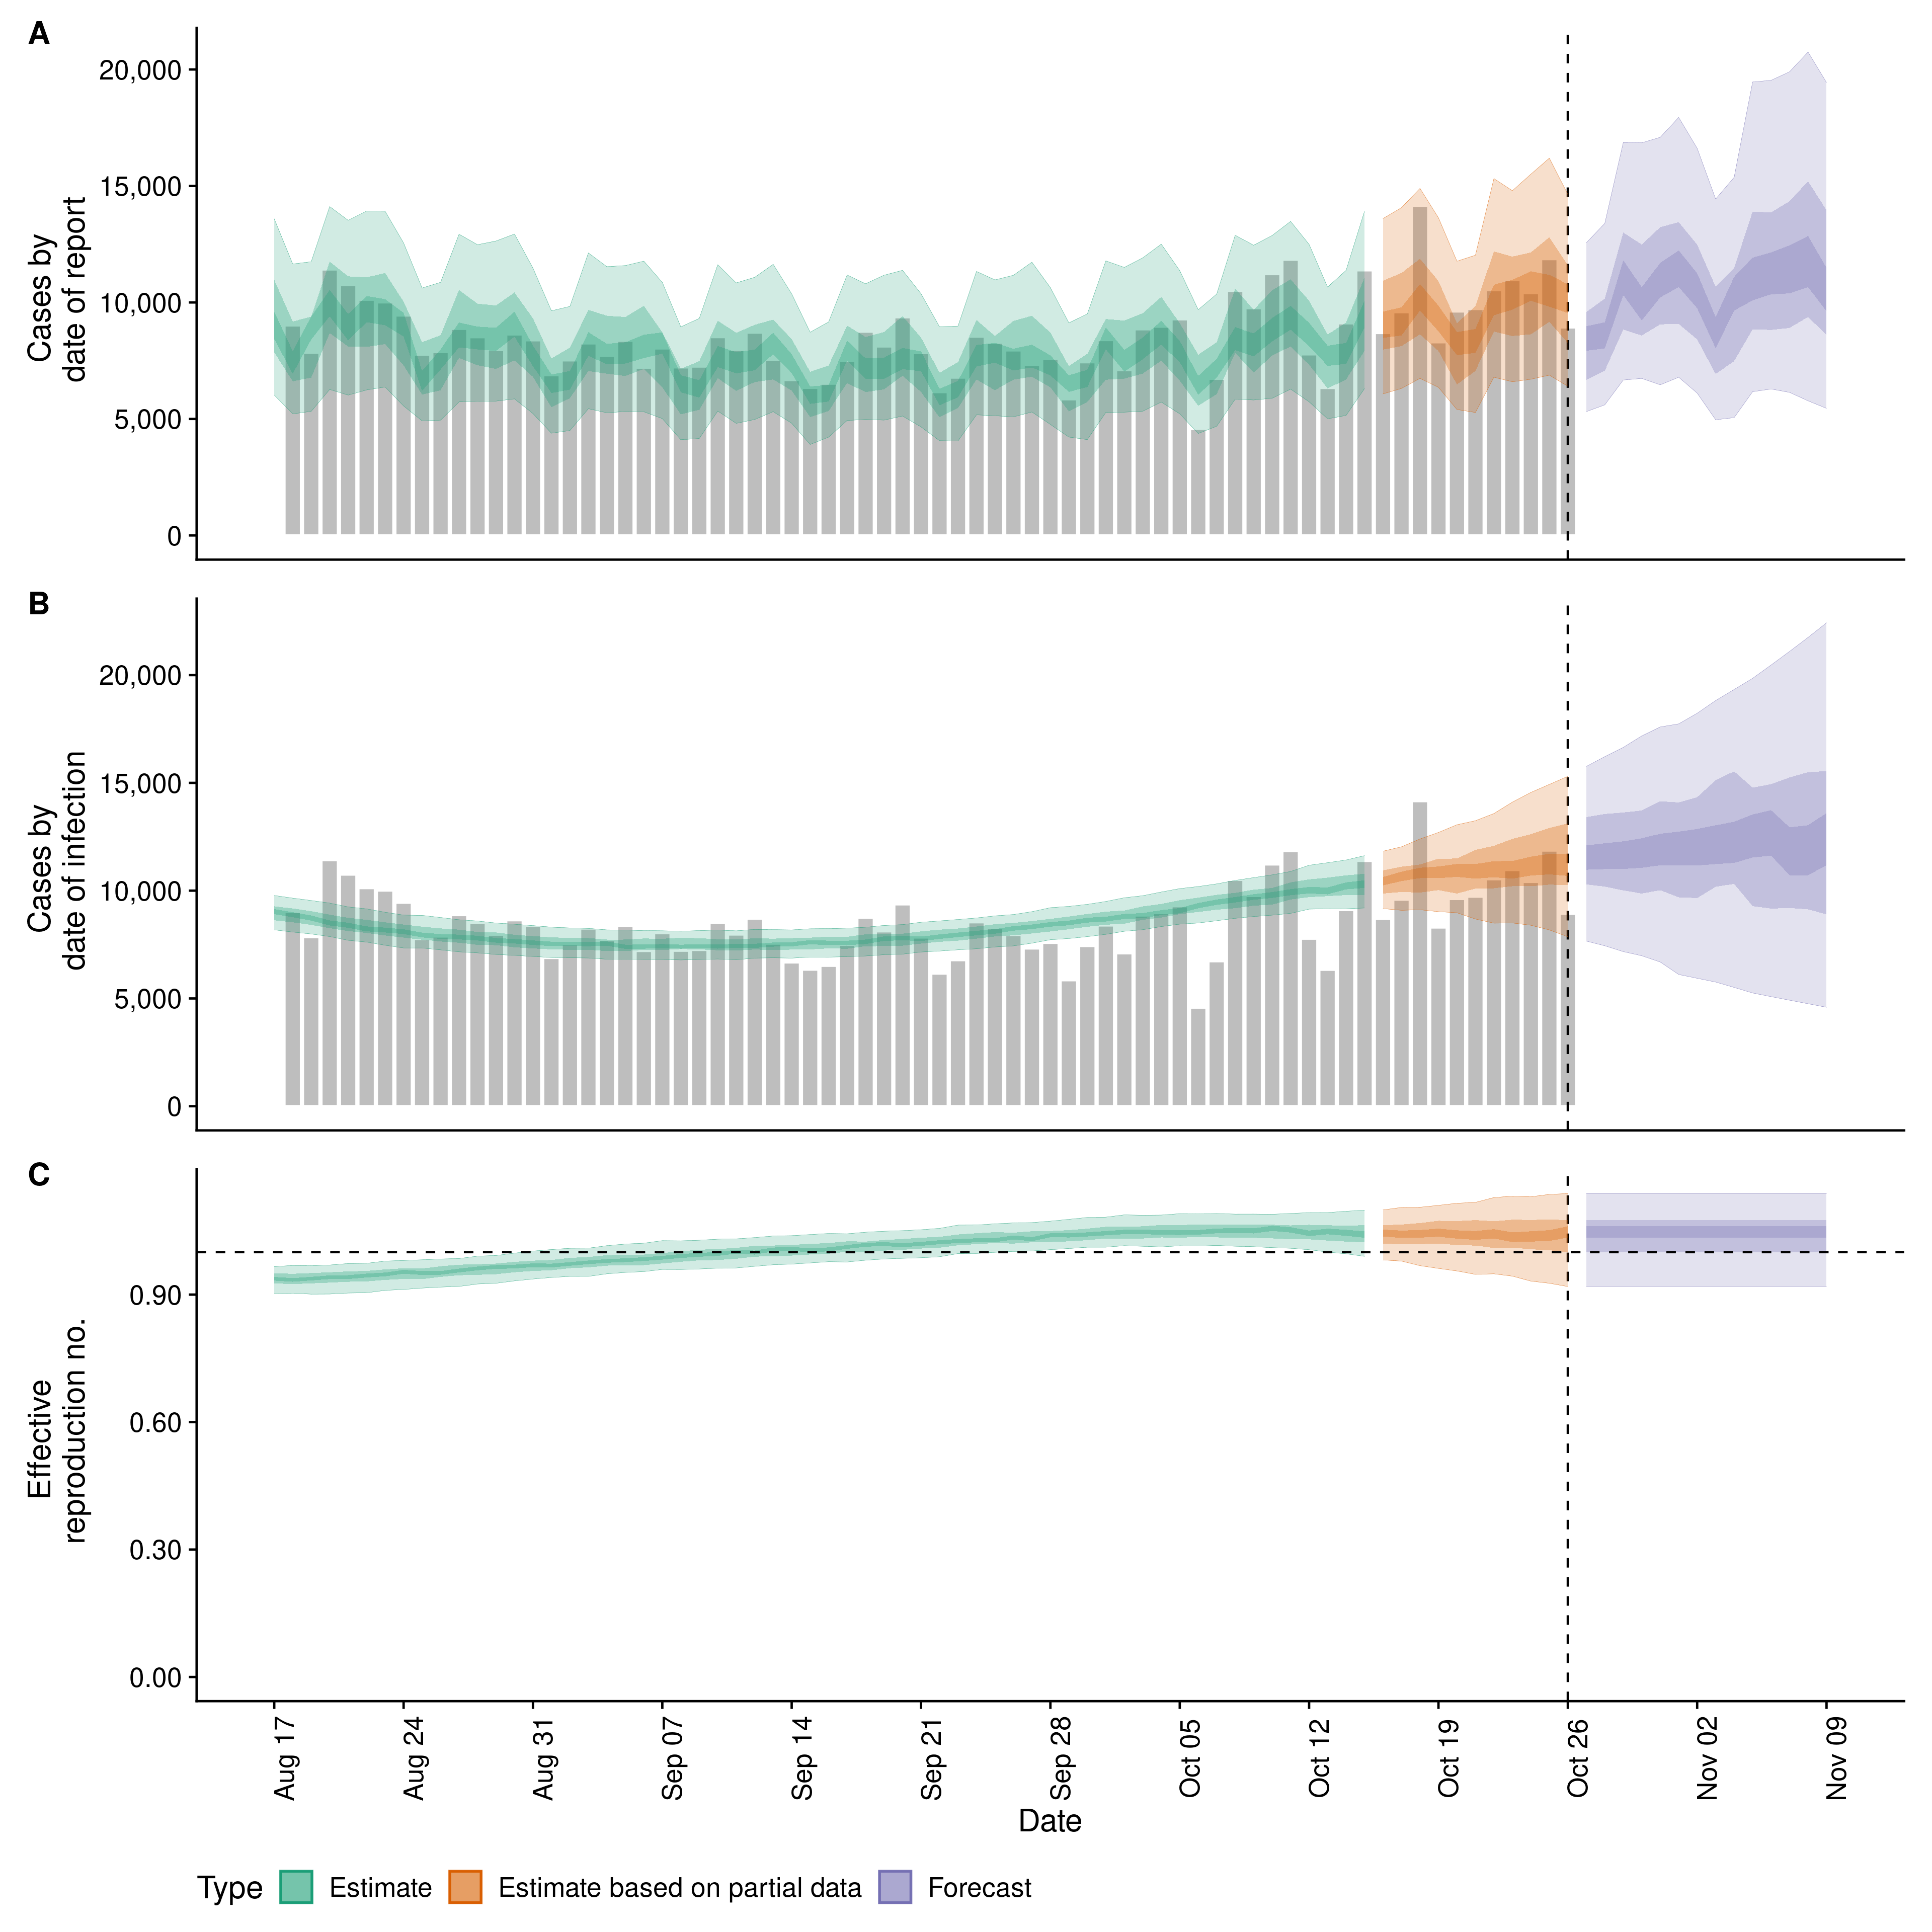 A
Cases by
date of report
20,000
15,000
10,000
5,000
0
B
Cases by
date of infection
20,000
15,000
10,000
5,000
0
C
Effective
reproduction no.
0.90
0.60
0.30
0.00
Aug 17
Aug 24
Aug 31
Sep 07
Sep 14
Sep 21
Sep 28
Oct 05
Oct 12
Oct 19
Oct 26
Nov 02
Nov 09
Date
Type Estimate Estimate based on partial data Forecast